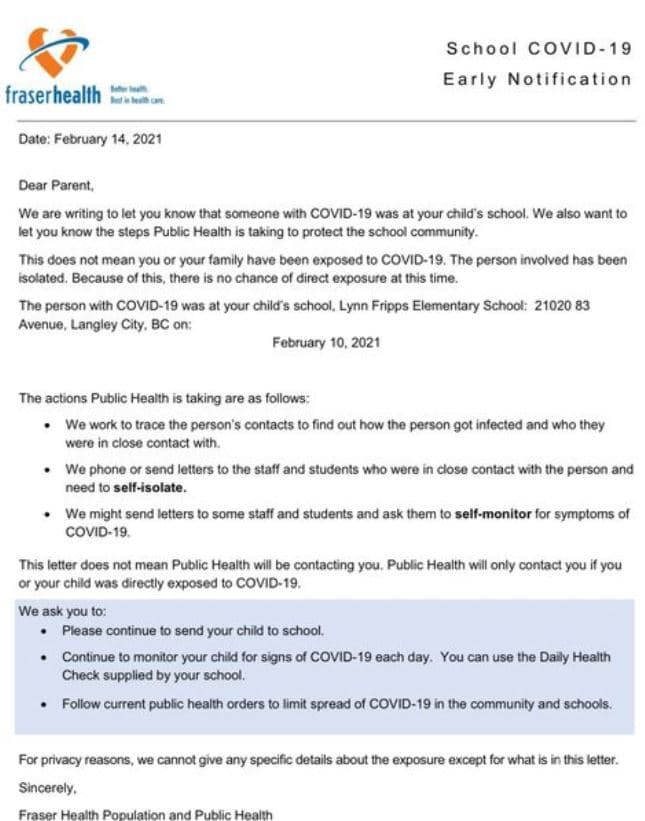 School COVID-19
Early Notification
fraserhealth
Better health.
Best in health care.
Date: February 14, 2021
Dear Parent,
We are writing to let you know that someone with COVID-19 was at your child's school. We also want to
let you know the steps Public Health is taking to protect the school community.
This does not mean you or your family have been exposed to COVID-19. The person involved has been
isolated. Because of this, there is no chance of direct exposure at this time.
The person with COVID-19 was at your child's school, Lynn Fripps Elementary School: 21020 83
Avenue, Langley City, BC on:
February 10, 2021
The actions Public Health is taking are as follows:
• We work to trace the person's contacts to find out how the person got infected and who they
were in close contact with.
• We phone or send letters to the staff and students who were in close contact with the person and
need to self-isolate.
• We might send letters to some staff and students and ask them to self-monitor for symptoms of
COVID-19.
This letter does not mean Public Health will be contacting you. Public Health will only contact you if you
or your child was directly exposed to COVID-19.
We ask you to:
• Please continue to send your child to school.
• Continue to monitor your child for signs of COVID-19 each day. You can use the Daily Health
Check supplied by your school.
• Follow current public health orders to limit spread of COVID-19 in the community and schools.
For privacy reasons, we cannot give any specific details about the exposure except for what is in this letter.
Sincerely,
Fraser Health Population and Public Health